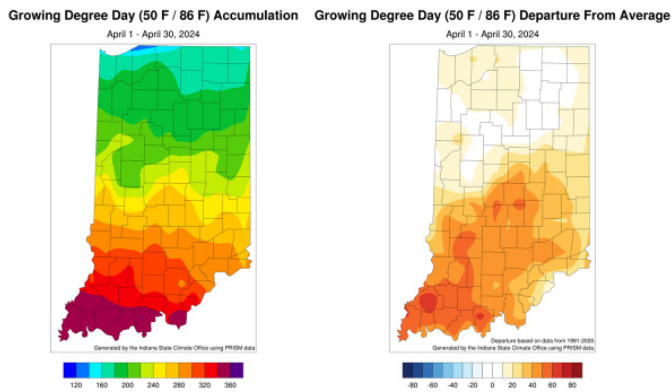 Growing Degree Day (50 F / 86 F) Accumulation
April 1 - April 30, 2024
Generated by the Indiana State Climate Office using PRISM data
120 160 200 240 280 320 360
Growing Degree Day (50 F / 86 F) Departure From Average
April 1 - April 30, 2024
Departure based on data from 1991-2020.
Generated by the Indiana State Climate Office using PRISM data.
-80 -60 -40 -20 0 20 40 60 80